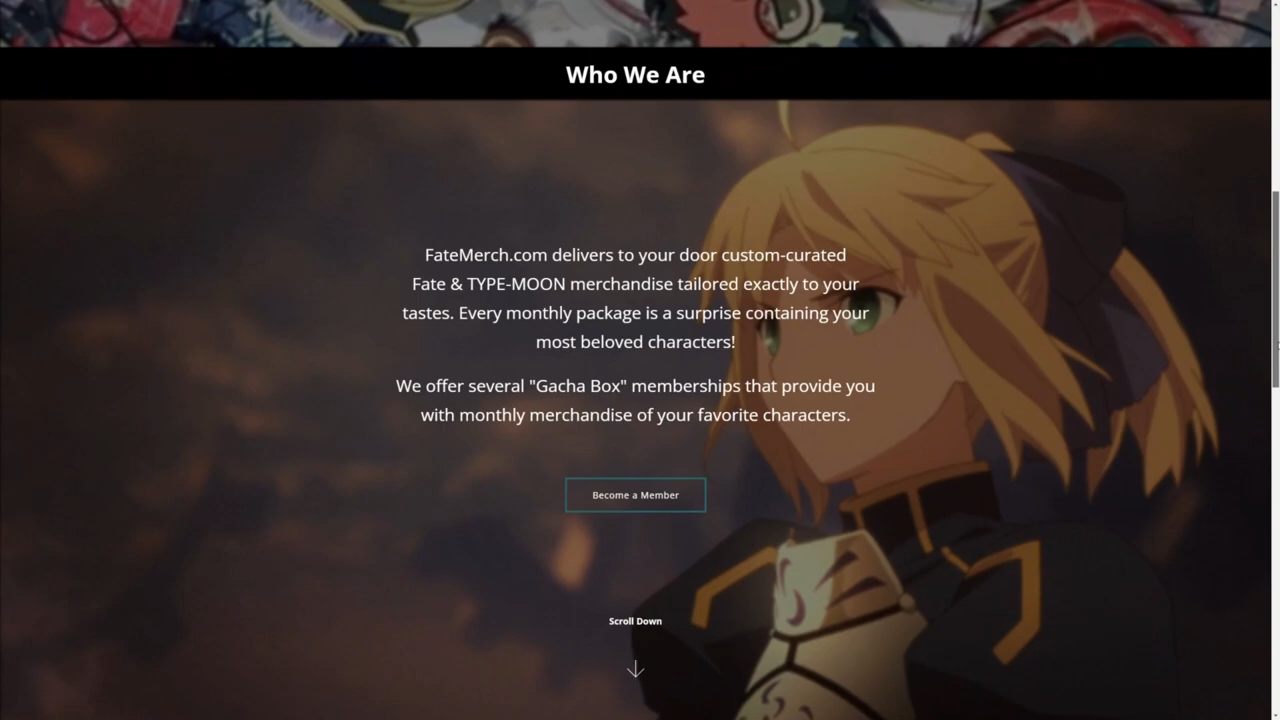 Who We Are
FateMerch.com delivers to your door custom-curated
Fate & TYPE-MOON merchandise tailored exactly to your
tastes. Every monthly package is a surprise containing your
most beloved characters!
We offer several "Gacha Box" memberships that provide you
with monthly merchandise of your favorite characters.
Become a Member
Scroll Down